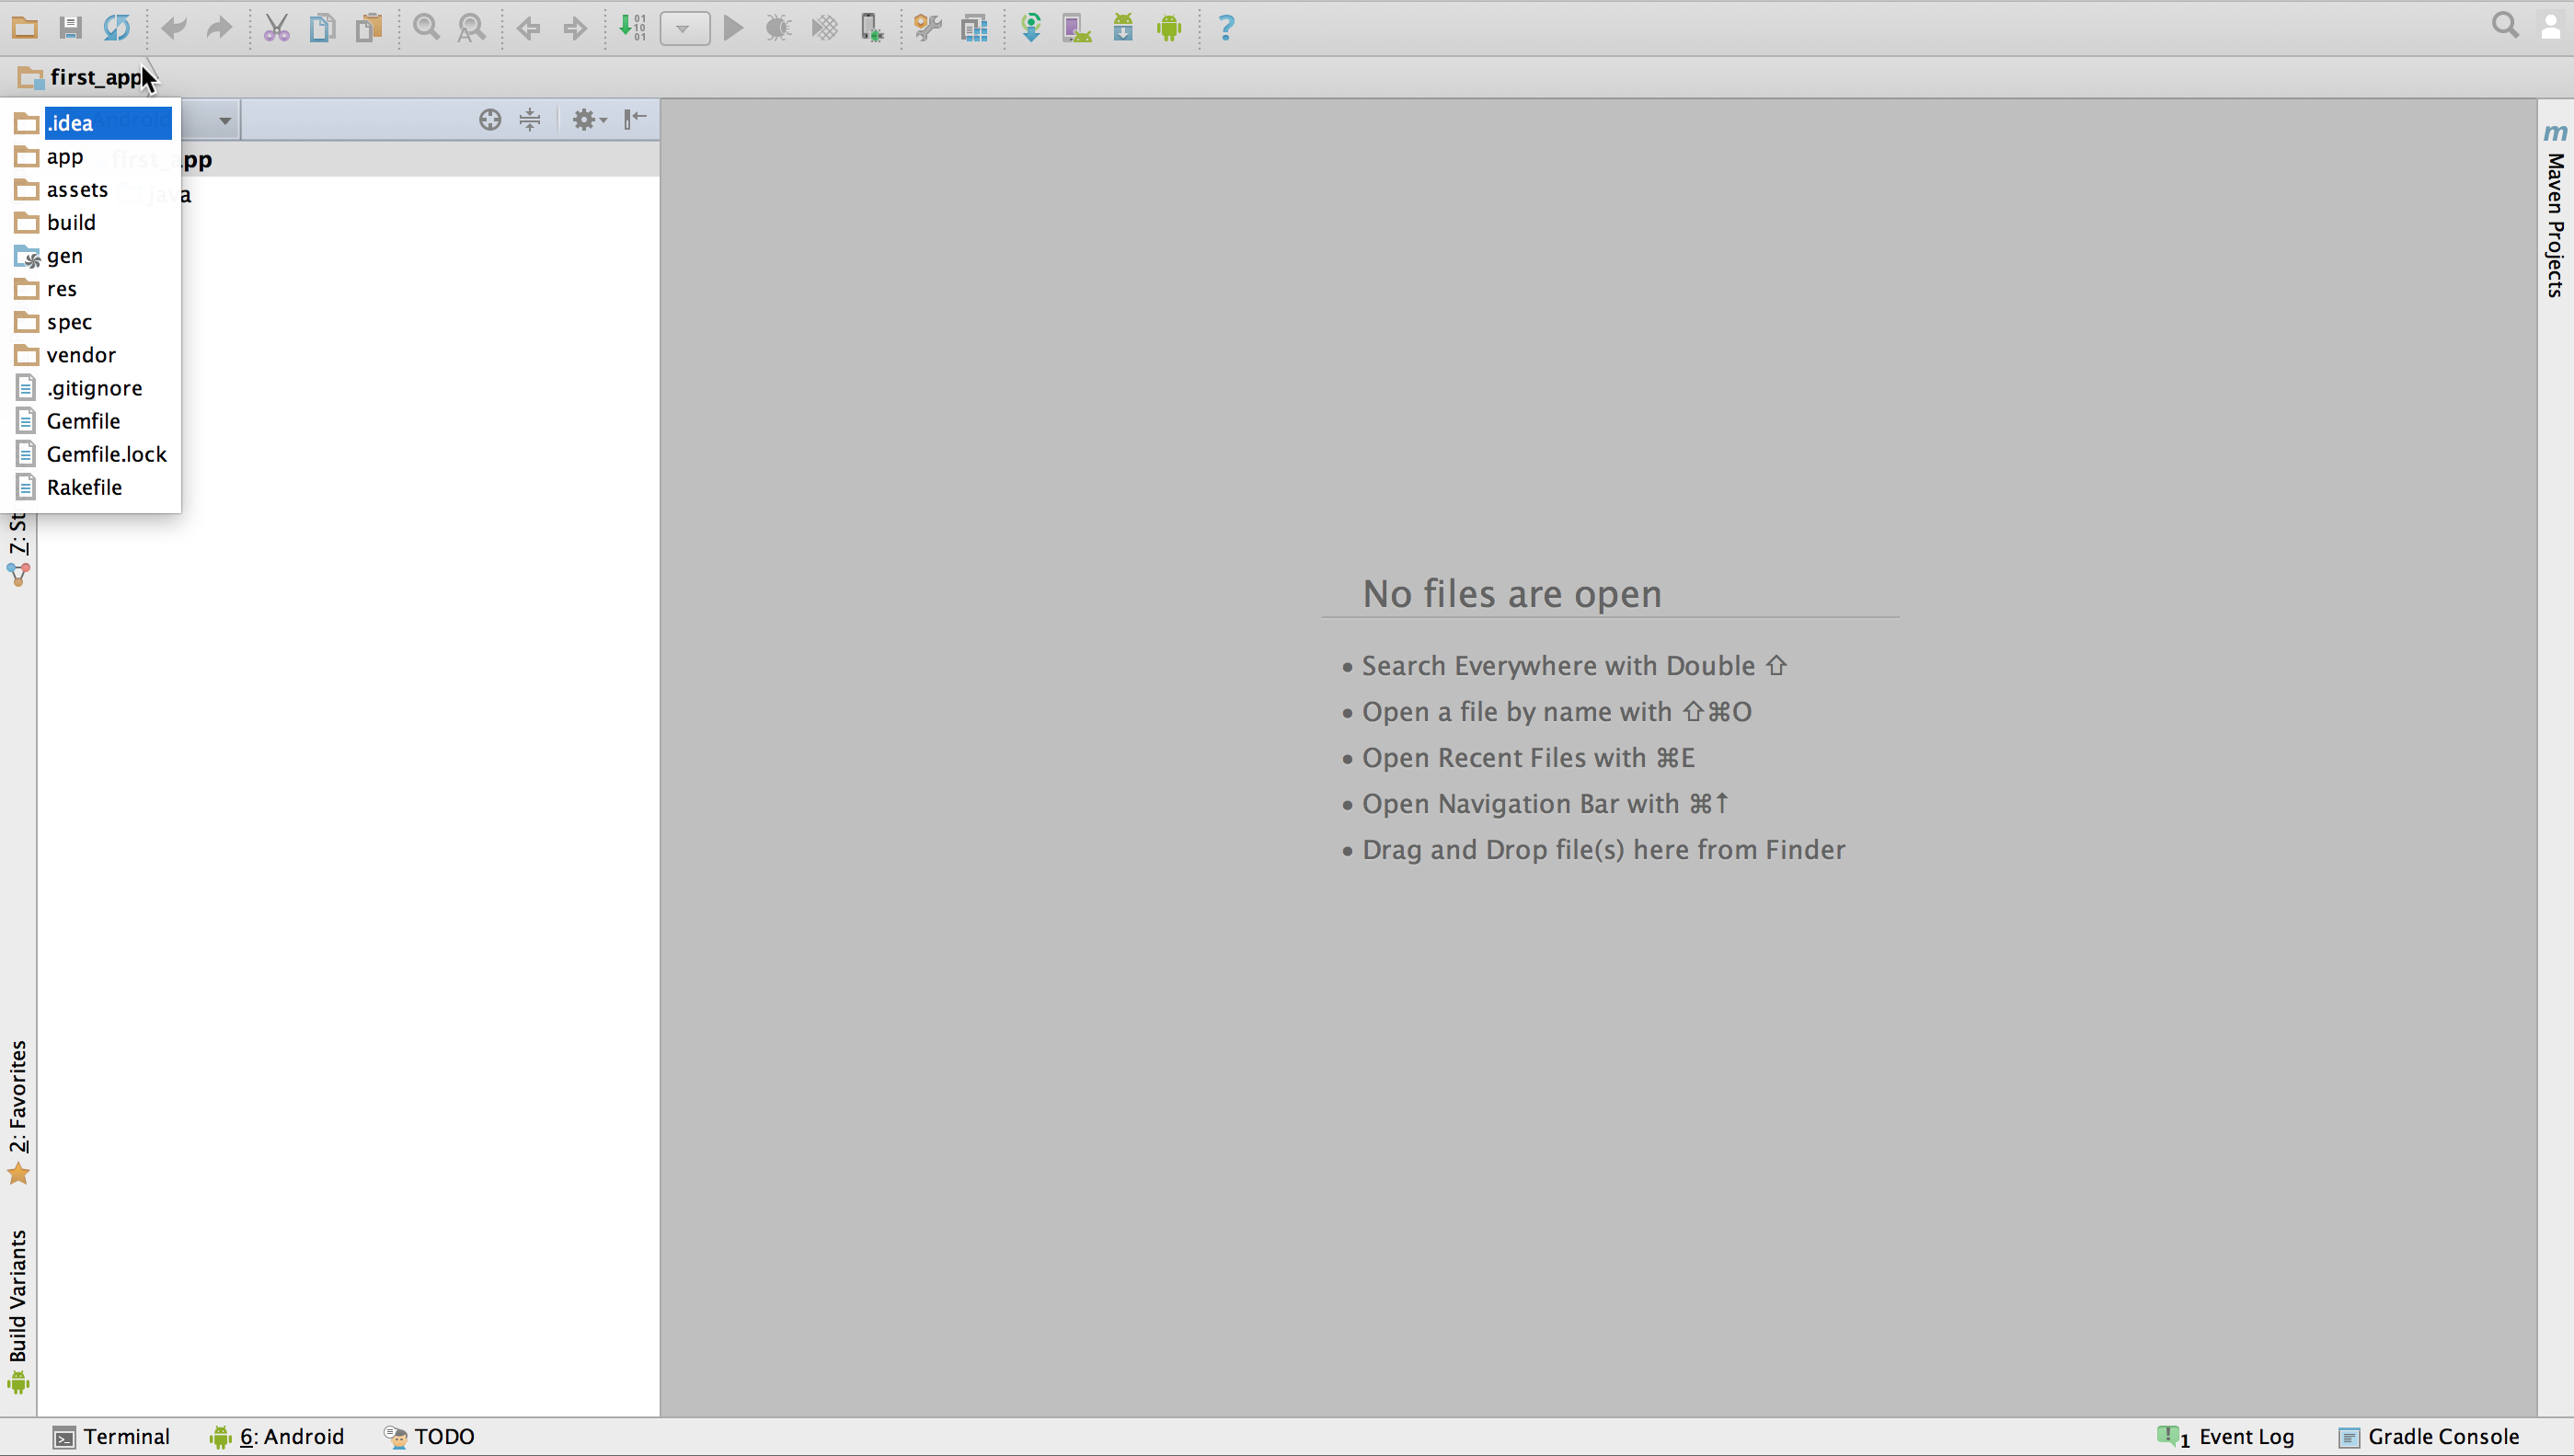 first_app
.idea
app
first_app
assets
java
build
gen
res
spec
vendor
.gitignore
Gemfile
Gemfile.lock
Rakefile
7: St
2: Favorites
Build Variants
No files are open
• Search Everywhere with Double ⇧
• Open a file by name with ⇧⌘O
• Open Recent Files with ⌘E
• Open Navigation Bar with ⌘↑
• Drag and Drop file(s) here from Finder
m Maven Projects
Terminal
6: Android
TODO
1 Event Log
Gradle Console